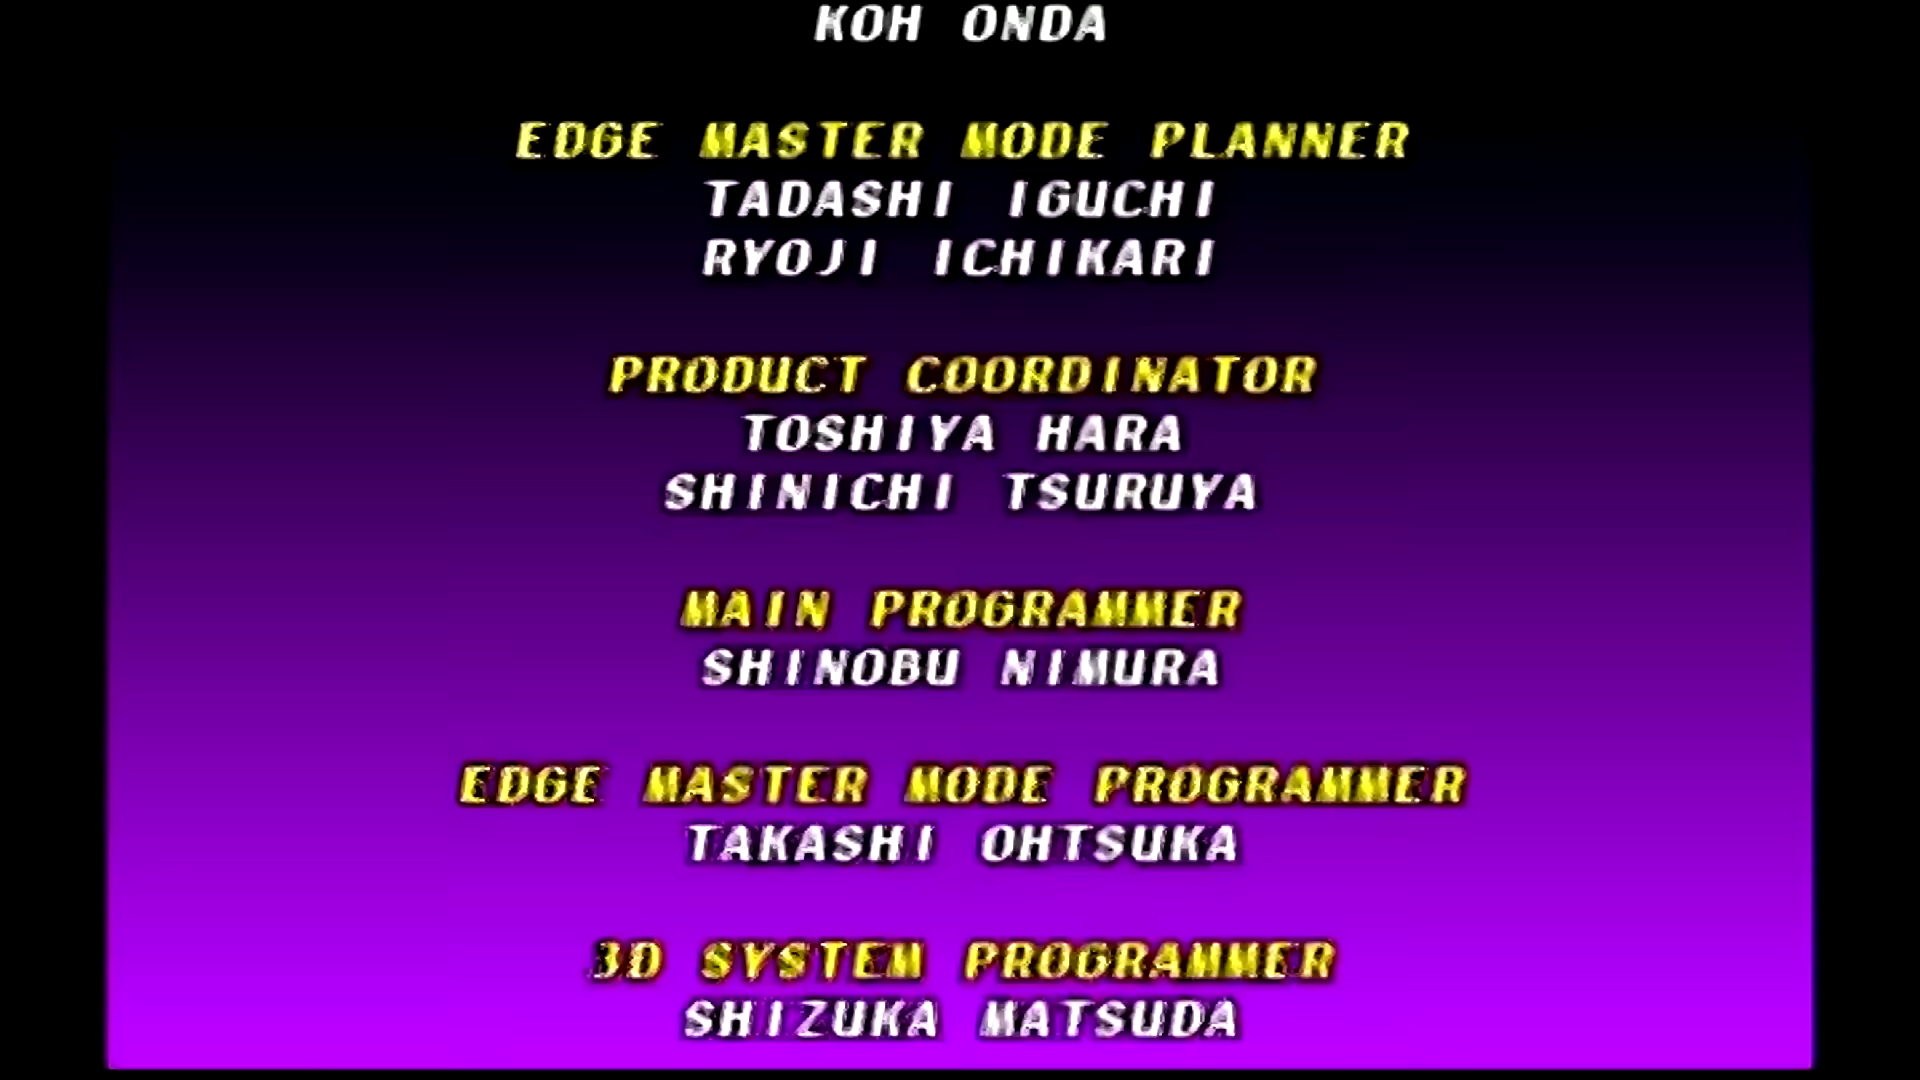 KOH ONDA
EDGE MASTER MODE PLANNER
TADASHI IGUCHI
RYOJI ICHIKARI
PRODUCT COORDINATOR
TOSHIYA HARA
SHINICHI TSURUYA
MAIN PROGRAMMER
SHINOBU NIMURA
EDGE MASTER MODE PROGRAMMER
TAKASHI OHTSUKA
3D SYSTEM PROGRAMMER
SHIZUKA MATSUDA